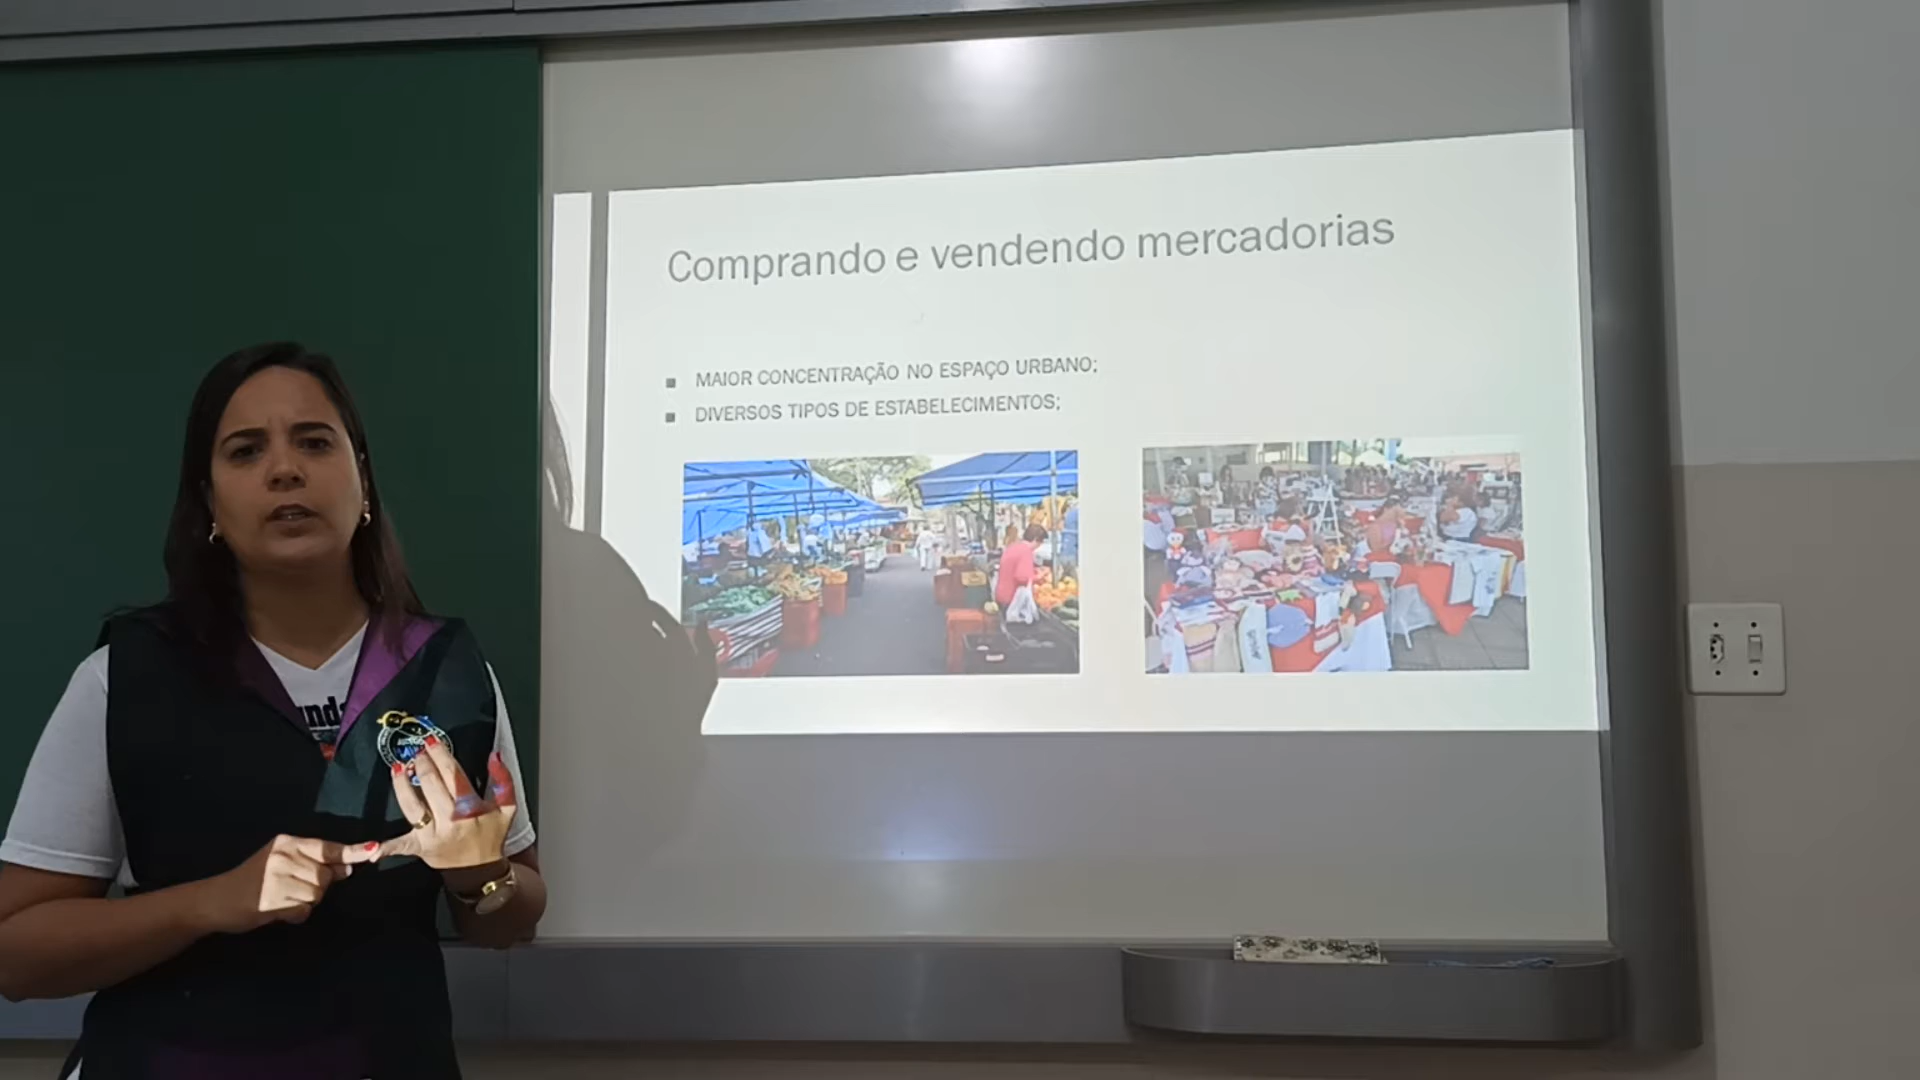 Comprando e vendendo mercadorias
MAIOR CONCENTRAÇÃO NO ESPAÇO URBANO;
DIVERSOS TIPOS DE ESTABELECIMENTOS;